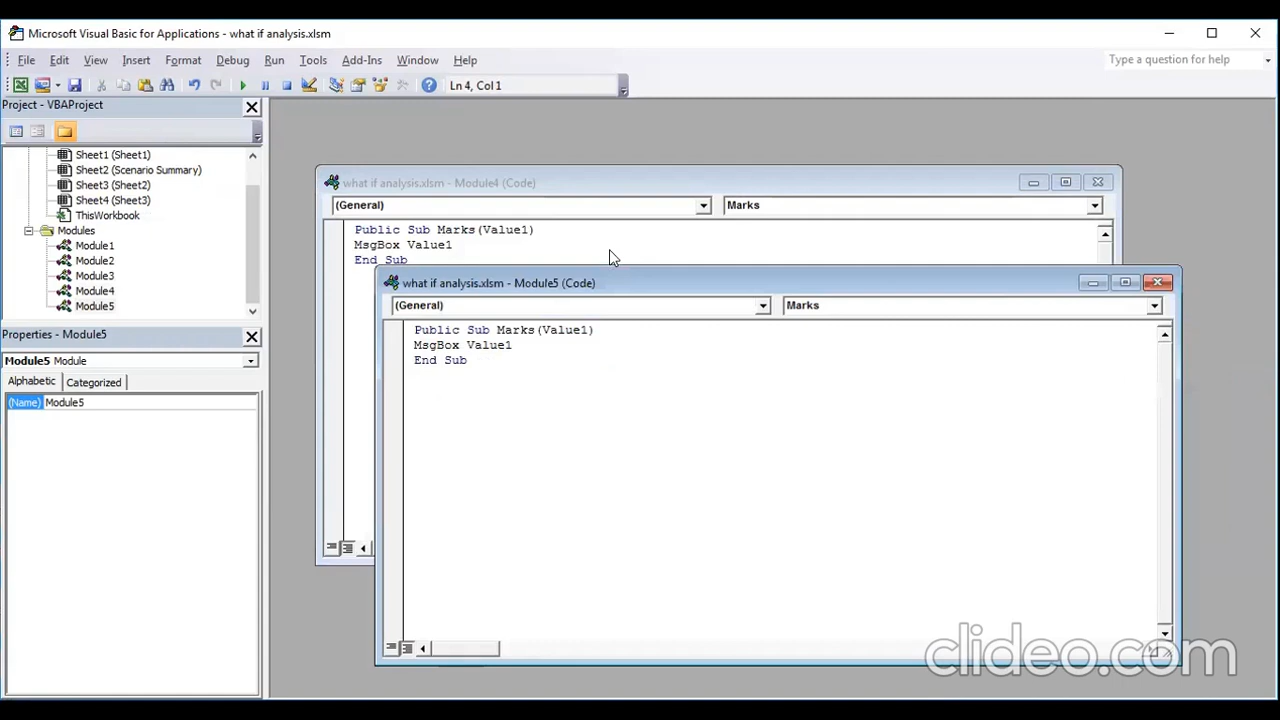 Microsoft Visual Basic for Applications - what if analysis.xlsm
File Edit View Insert Format Debug Run Tools Add-Ins Window Help
Type a question for help
Ln 4, Col 1
Project - VBAProject
Sheet1 (Sheet1)
Sheet2 (Scenario Summary)
Sheet3 (Sheet2)
Sheet4 (Sheet3)
ThisWorkbook
Modules
Module1
Module2
Module3
Module4
Module5
Properties - Module5
Module5 Module
Alphabetic Categorized
(Name) Module5
what if analysis.xlsm - Module4 (Code)
(General) Marks
Public Sub Marks(Value1)
MsgBox Value1
End Sub
what if analysis.xlsm - Module5 (Code)
(General) Marks
Public Sub Marks(Value1)
MsgBox Value1
End Sub
clideo.com